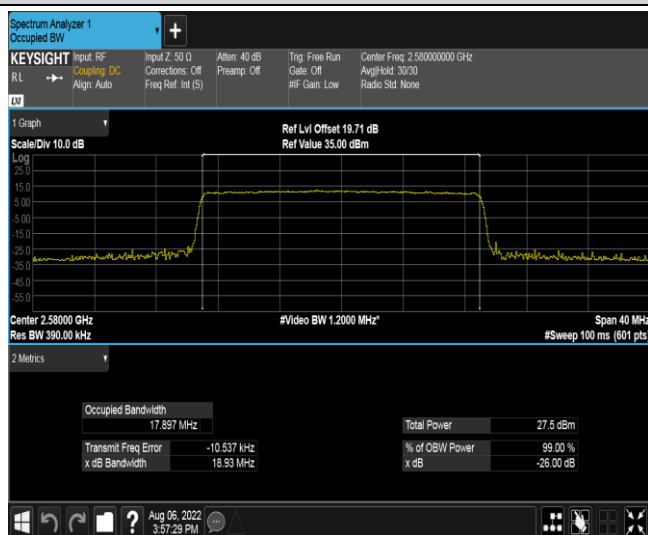 Spectrum Analyzer 1
Occupied BW
+
KEYSIGHT
R L
LXI
Input: RF
Coupling: DC
Align: Auto
Input Z: 50 Ω
Corrections: Off
Freq Ref: Int (S)
Atten: 40 dB
Preamp: Off
Trig: Free Run
Gate: Off
#IF Gain: Low
Center Freq: 2.580000000 GHz
Avg|Hold: 30/30
Radio Std: None
1 Graph
Scale/Div 10.0 dB
Ref Lvl Offset 19.71 dB
Ref Value 35.00 dBm
Log
25.0
15.0
5.00
-5.00
-15.0
-25.0
-35.0
-45.0
-55.0
Center 2.58000 GHz
#Video BW 1.2000 MHz*
Span 40 MHz
Res BW 390.00 kHz
#Sweep 100 ms (601 pts)
2 Metrics
Occupied Bandwidth
17.897 MHz
Total Power 27.5 dBm
Transmit Freq Error -10.537 kHz
% of OBW Power 99.00 %
x dB Bandwidth 18.93 MHz
x dB -26.00 dB
?
Aug 06, 2022
3:57:29 PM